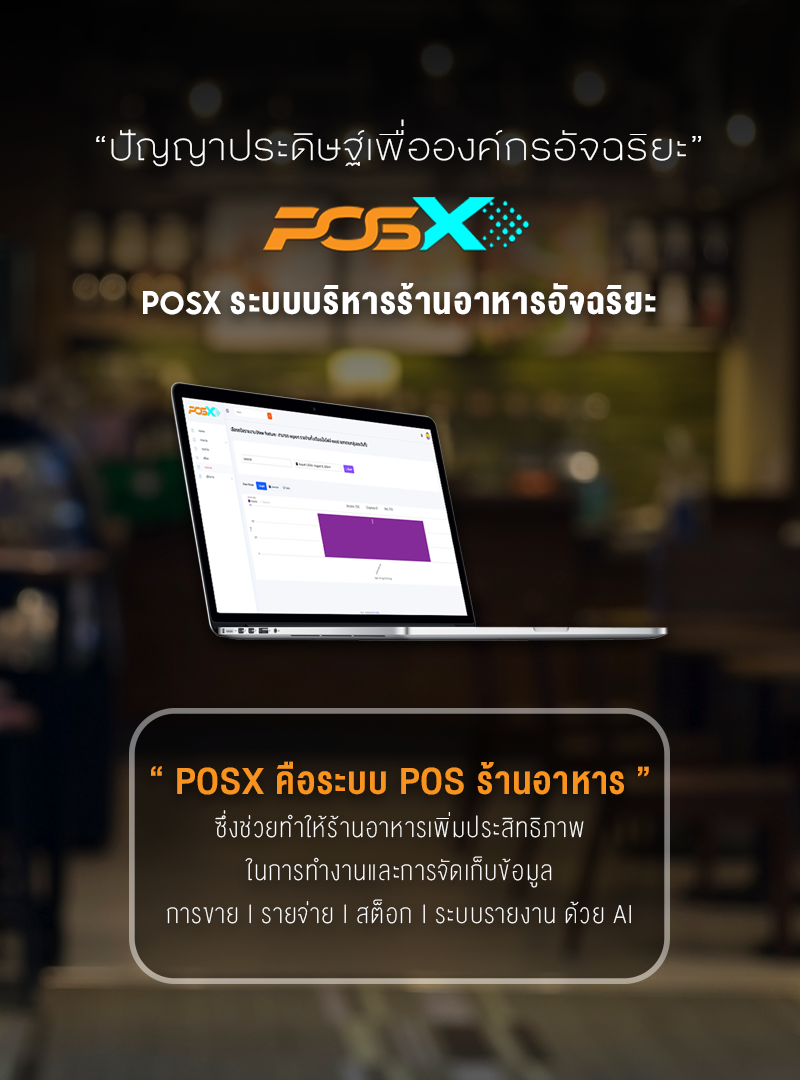 “ปัญญาประดิษฐ์เพื่อองค์กรอัจฉริยะ”
POSX
POSX ระบบบริหารร้านอาหารอัจฉริยะ
POSX
“ POSX คือระบบ POS ร้านอาหาร ”
ซึ่งช่วยทำให้ร้านอาหารเพิ่มประสิทธิภาพ
ในการทำงานและการจัดเก็บข้อมูล
การขาย l รายจ่าย l สต็อก l ระบบรายงาน ด้วย AI